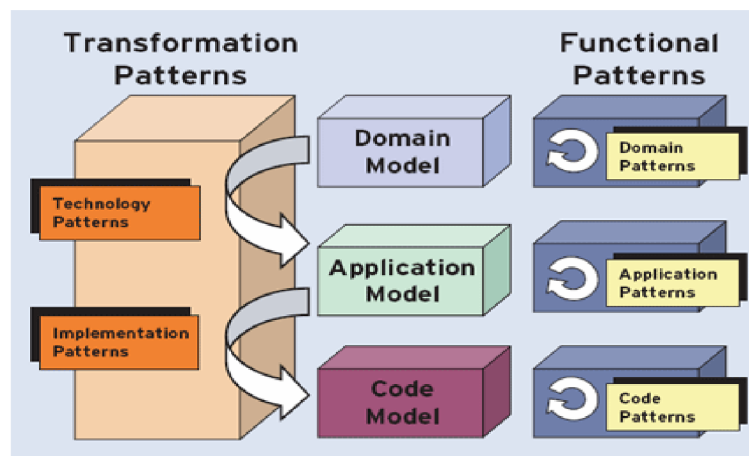 Transformation
Patterns
Functional
Patterns
Domain
Model
Domain
Patterns
Technology
Patterns
Application
Model
Application
Patterns
Implementation
Patterns
Code
Model
Code
Patterns